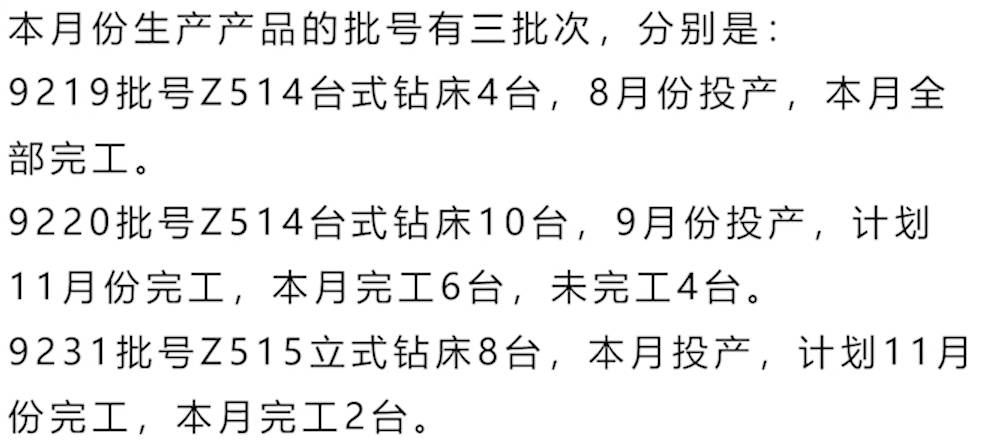 本月份生产产品的批号有三批次，分别是：
9219批号Z514台式钻床4台，8月份投产，本月全
部完工。
9220批号Z514台式钻床10台，9月份投产，计划
11月份完工，本月完工6台，未完工4台。
9231批号Z515立式钻床8台，本月投产，计划11月
份完工，本月完工2台。